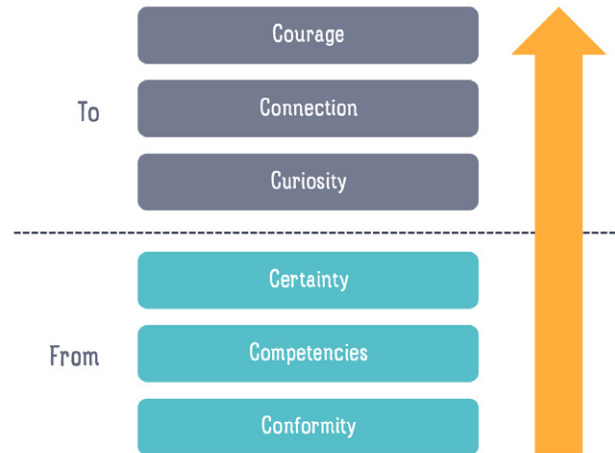 Courage
To
Connection
Curiosity
Certainty
From
Competencies
Conformity